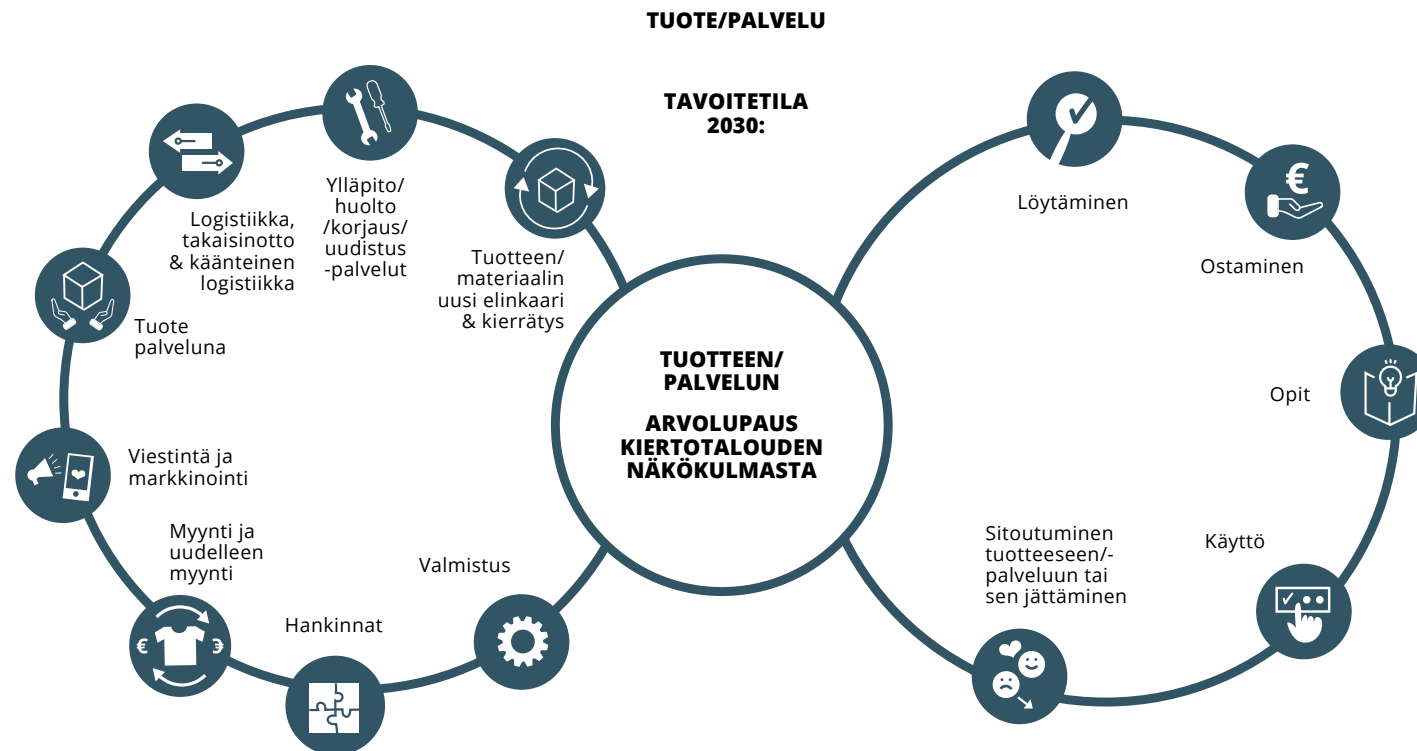 TUOTE/PALVELU
TAVOITETILA
2030:
Ylläpito/
huolto
/korjaus/
uudistus
-palvelut
Logistiikka,
takaisinotto
& käänteinen
logistiikka
Tuotteen/
materiaalin
uusi elinkaari
& kierrätys
Tuote
palveluna
Viestintä ja
markkinointi
Myynti ja
uudelleen
myynti
€
€
Hankinnat
Valmistus
TUOTTEEN/
PALVELUN
ARVOLUPAUS
KIERTOTALOUDEN
NÄKÖKULMASTA
Löytäminen
€
Ostaminen
Opit
Käyttö
Sitoutuminen
tuotteeseen/-
palveluun tai
sen jättäminen